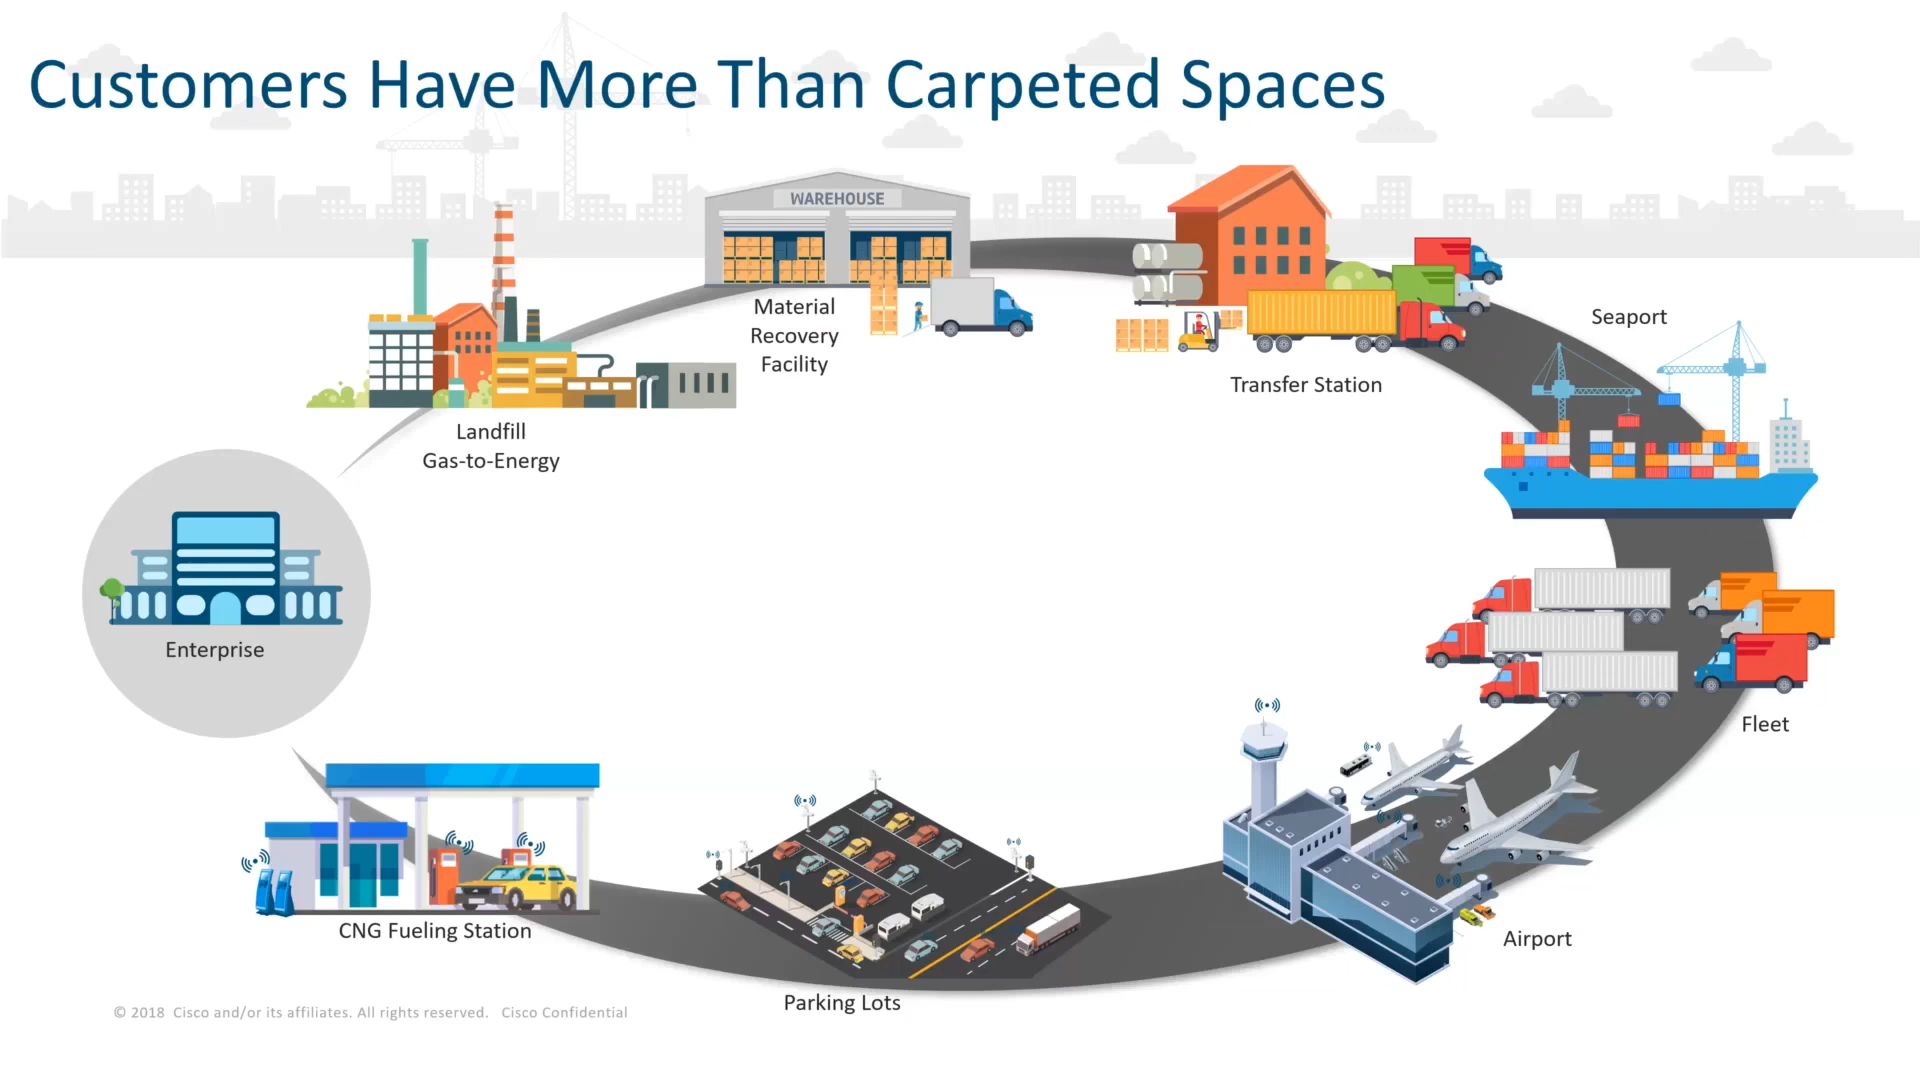 Customers Have More Than Carpeted Spaces
WAREHOUSE
Material
Recovery
Facility
Transfer Station
Seaport
Landfill
Gas-to-Energy
Enterprise
Fleet
CNG Fueling Station
Airport
Parking Lots
© 2018 Cisco and/or its affiliates. All rights reserved. Cisco Confidential